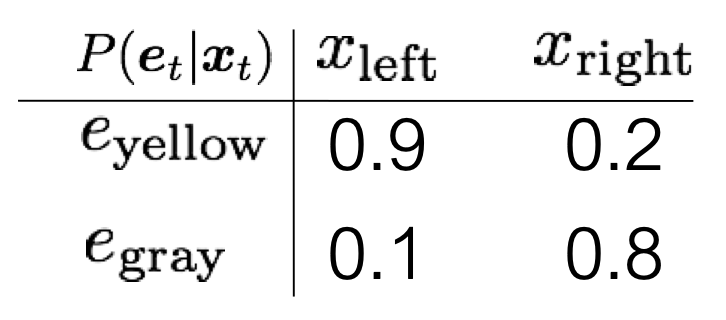 P(e_t|x_t) x_left x_right
e_yellow 0.9 0.2
e_gray 0.1 0.8